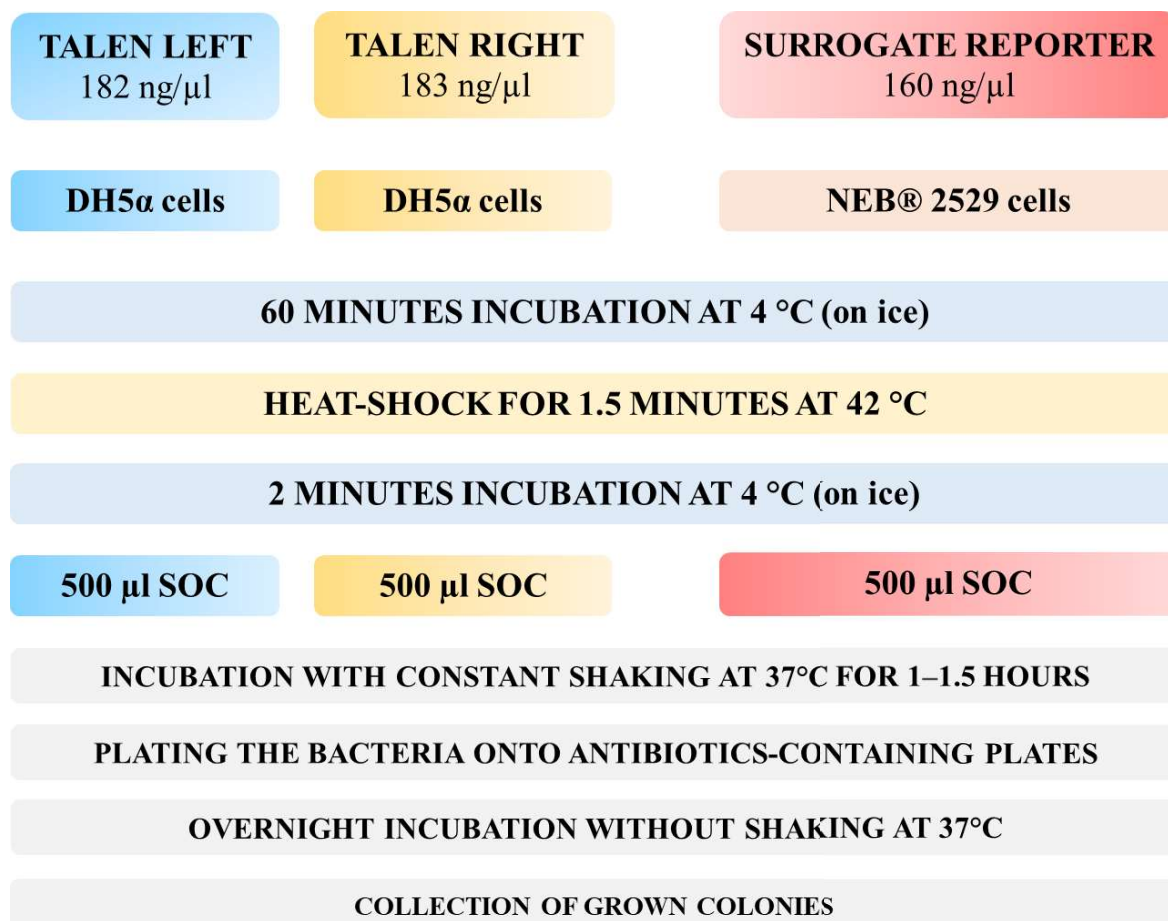 TALEN LEFT
182 ng/µl
TALEN RIGHT
183 ng/µl
SURROGATE REPORTER
160 ng/µl
DH5α cells
DH5α cells
NEB® 2529 cells
60 MINUTES INCUBATION AT 4 °C (on ice)
HEAT-SHOCK FOR 1.5 MINUTES AT 42 °C
2 MINUTES INCUBATION AT 4 °C (on ice)
500 µl SOC
500 µl SOC
500 µl SOC
INCUBATION WITH CONSTANT SHAKING AT 37°C FOR 1–1.5 HOURS
PLATING THE BACTERIA ONTO ANTIBIOTICS-CONTAINING PLATES
OVERNIGHT INCUBATION WITHOUT SHAKING AT 37°C
COLLECTION OF GROWN COLONIES